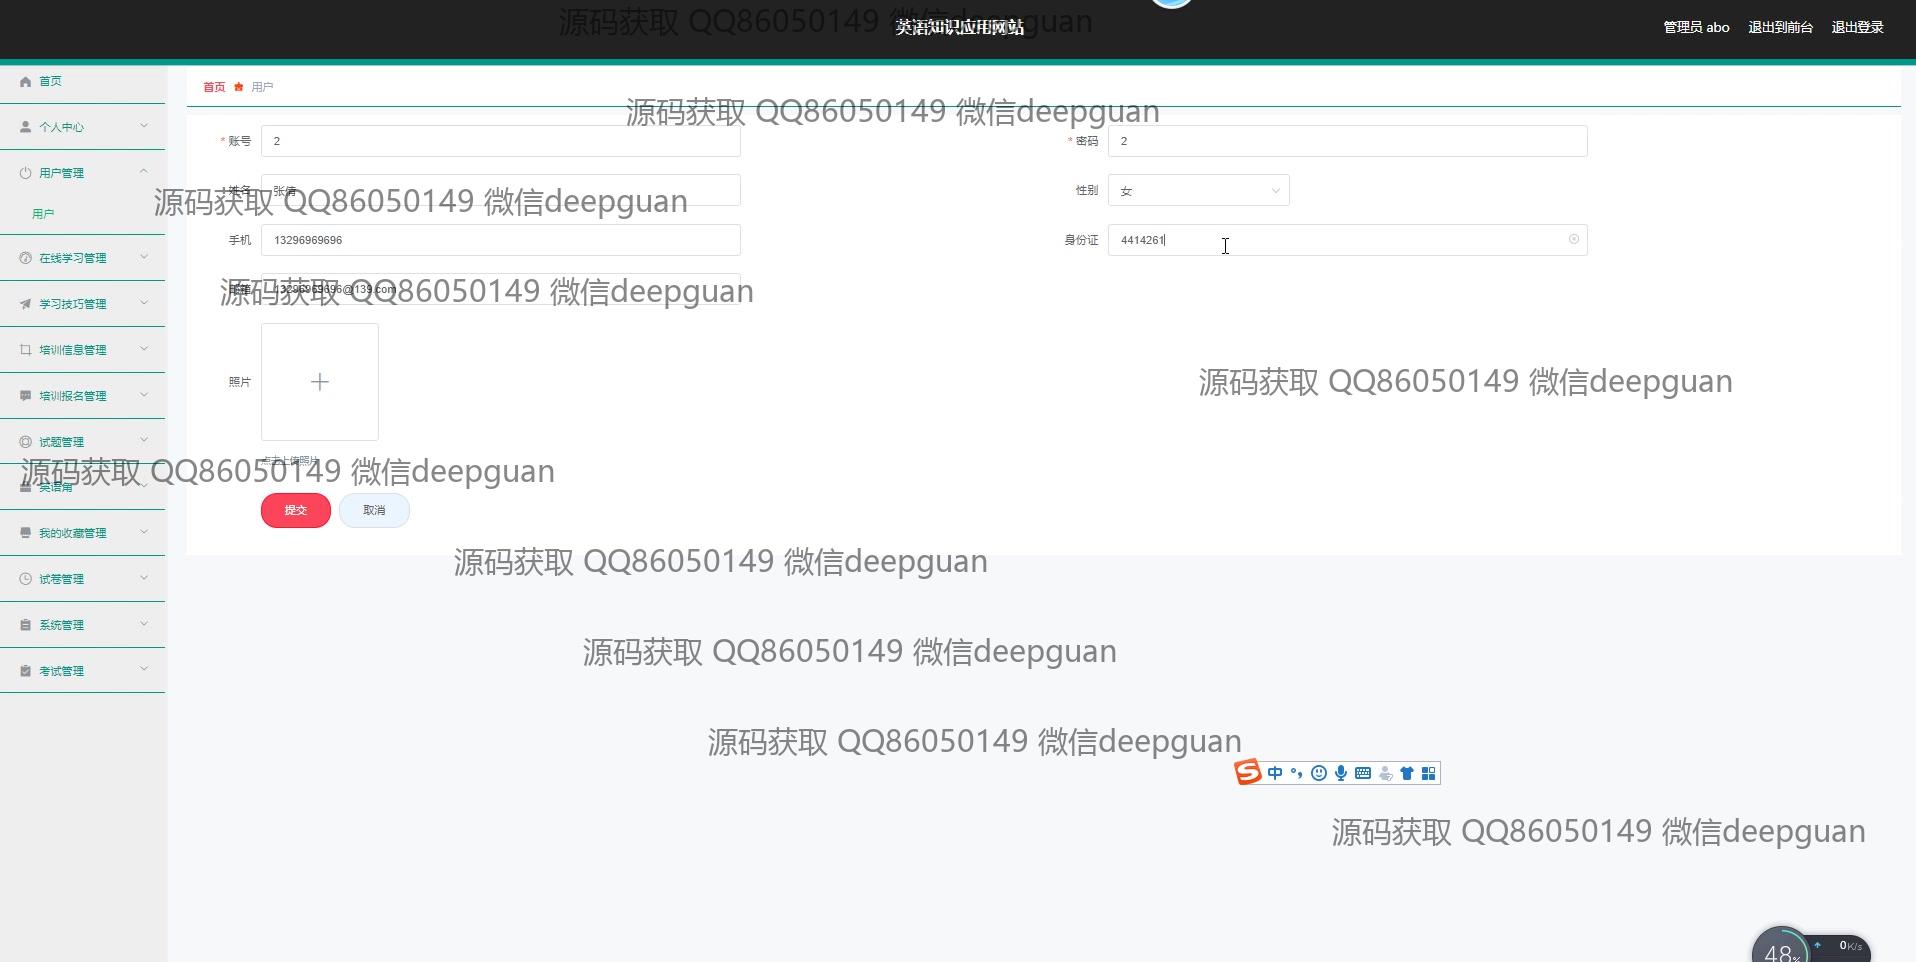 源码获取 QQ86050149 微信deepguan
英语知识应用网站
管理员 abo 退出到前台 退出登录
首页
个人中心
用户管理
用户
在线学习管理
学习技巧管理
培训信息管理
培训报名管理
试题管理
英语角
我的收藏管理
试卷管理
系统管理
考试管理
首页 用户
源码获取 QQ86050149 微信deepguan
* 账号 2
* 密码 2
姓名 张倩
性别 女
源码获取 QQ86050149 微信deepguan
手机 13296969696
身份证 4414261
邮箱 13296969696@139.com
源码获取 QQ86050149 微信deepguan
照片
源码获取 QQ86050149 微信deepguan
点击上传照片
源码获取 QQ86050149 微信deepguan
提交 取消
源码获取 QQ86050149 微信deepguan
源码获取 QQ86050149 微信deepguan
源码获取 QQ86050149 微信deepguan
中
源码获取 QQ86050149 微信deepguan
48%
0K/s